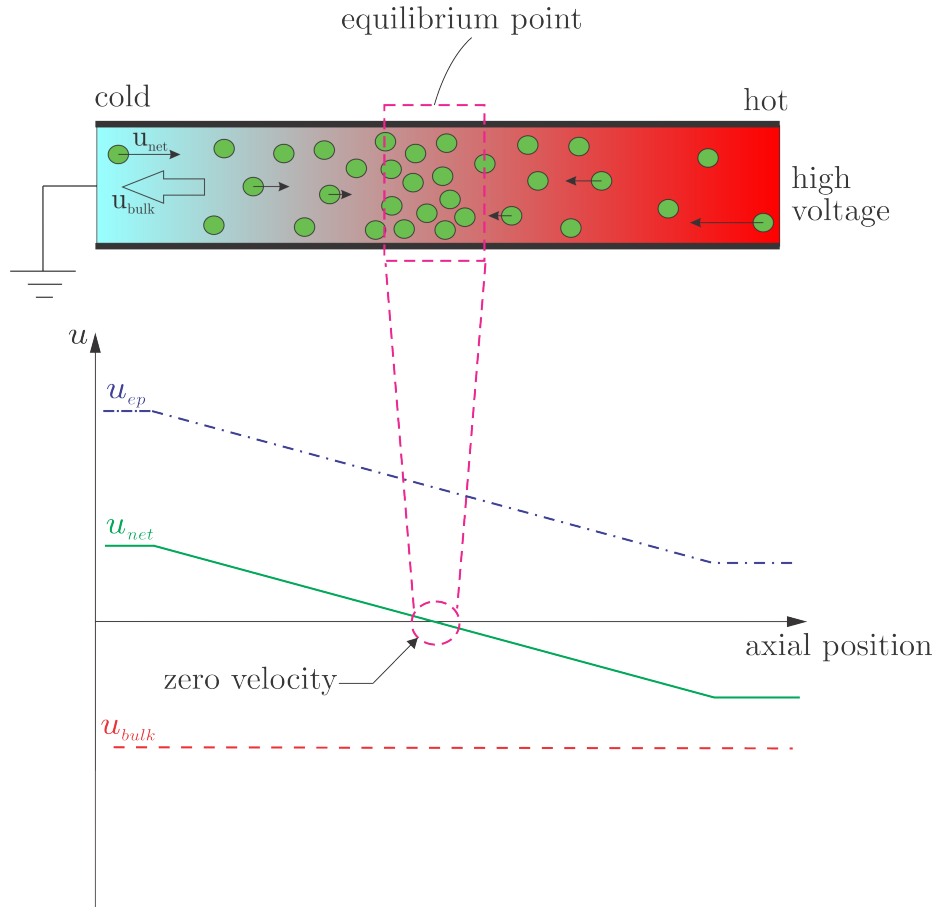 equilibrium point
cold
hot
u_net
u_bulk
high
voltage
u
u_ep
u_net
axial position
zero velocity
u_bulk